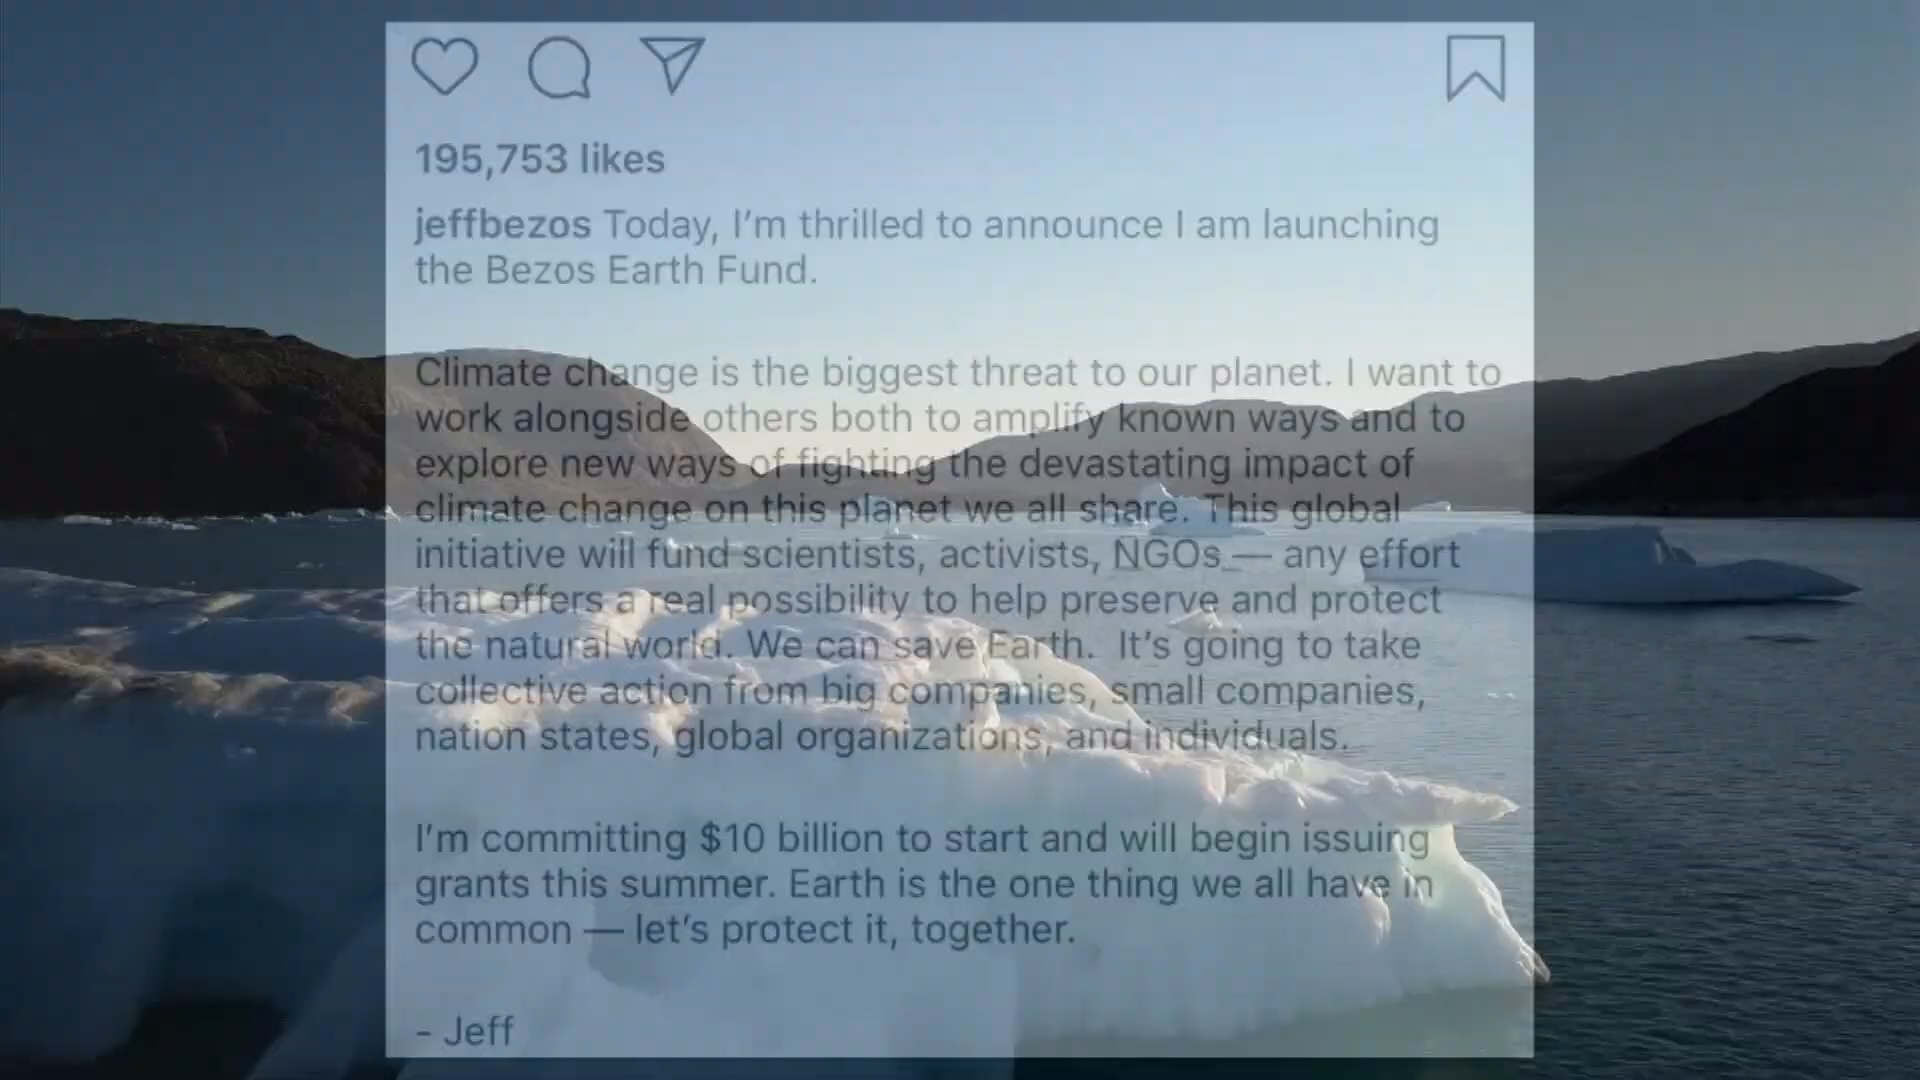 195,753 likes
jeffbezos Today, I’m thrilled to announce I am launching
the Bezos Earth Fund.
Climate change is the biggest threat to our planet. I want to
work alongside others both to amplify known ways and to
explore new ways of fighting the devastating impact of
climate change on this planet we all share. This global
initiative will fund scientists, activists, NGOs — any effort
that offers a real possibility to help preserve and protect
the natural world. We can save Earth.  It’s going to take
collective action from big companies, small companies,
nation states, global organizations, and individuals.
I’m committing $10 billion to start and will begin issuing
grants this summer. Earth is the one thing we all have in
common — let’s protect it, together.
- Jeff